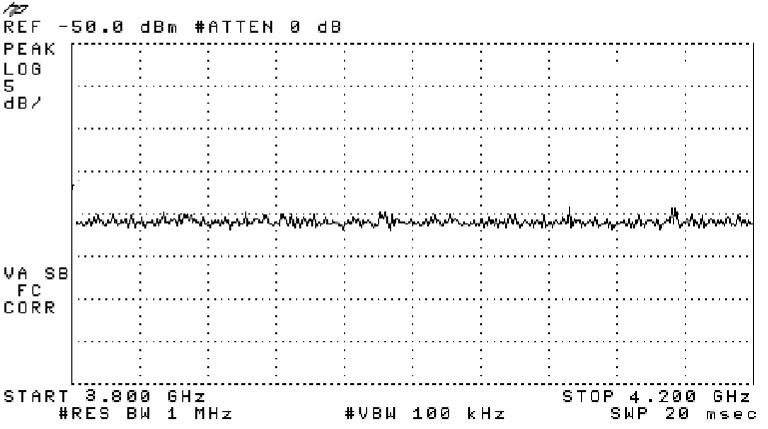 hp
REF -50.0 dBm #ATTEN 0 dB
PEAK
LOG
5
dB/
VA SB
FC
CORR
START 3.800 GHz STOP 4.200 GHz
#RES BW 1 MHz #VBW 100 kHz SWP 20 msec